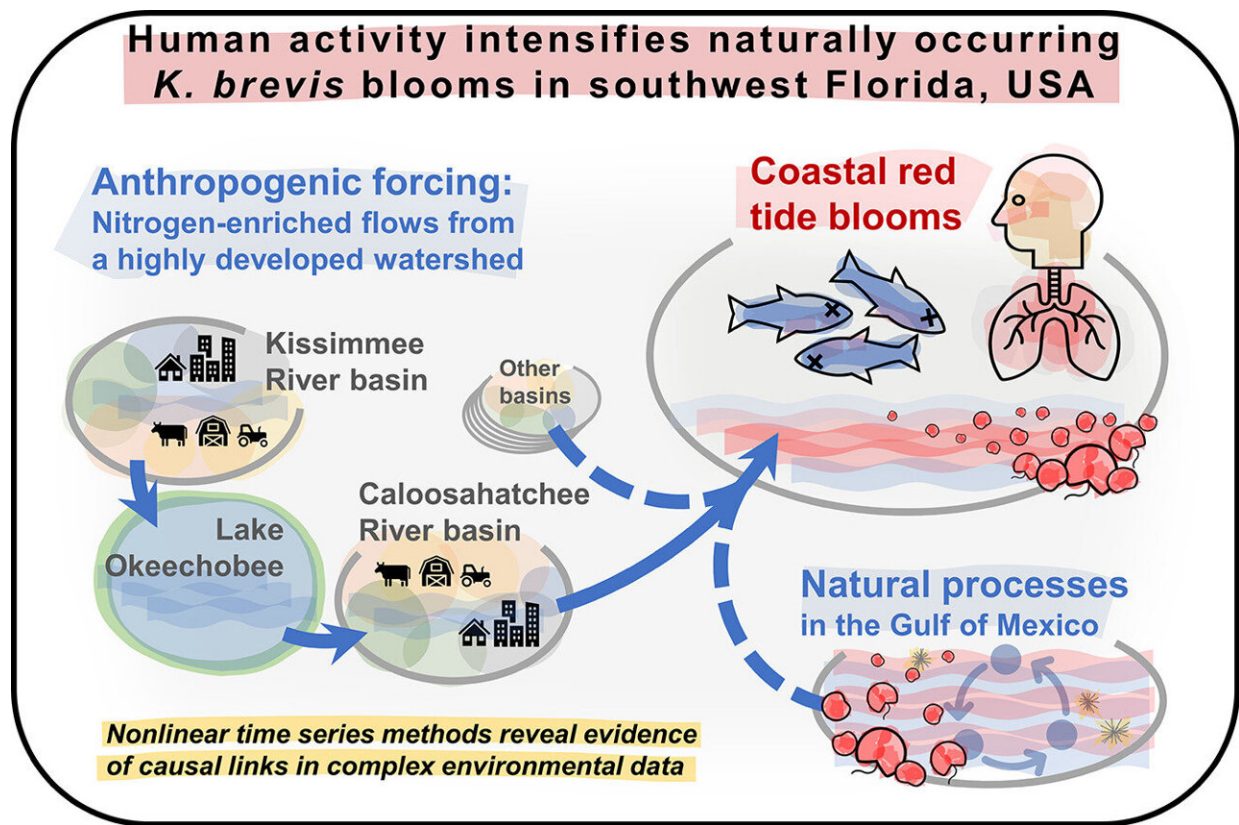 Human activity intensifies naturally occurring
K. brevis blooms in southwest Florida, USA
Anthropogenic forcing:
Nitrogen-enriched flows from
a highly developed watershed
Coastal red
tide blooms
Kissimmee
River basin
Other
basins
Lake
Okeechobee
Caloosahatchee
River basin
Natural processes
in the Gulf of Mexico
Nonlinear time series methods reveal evidence
of causal links in complex environmental data